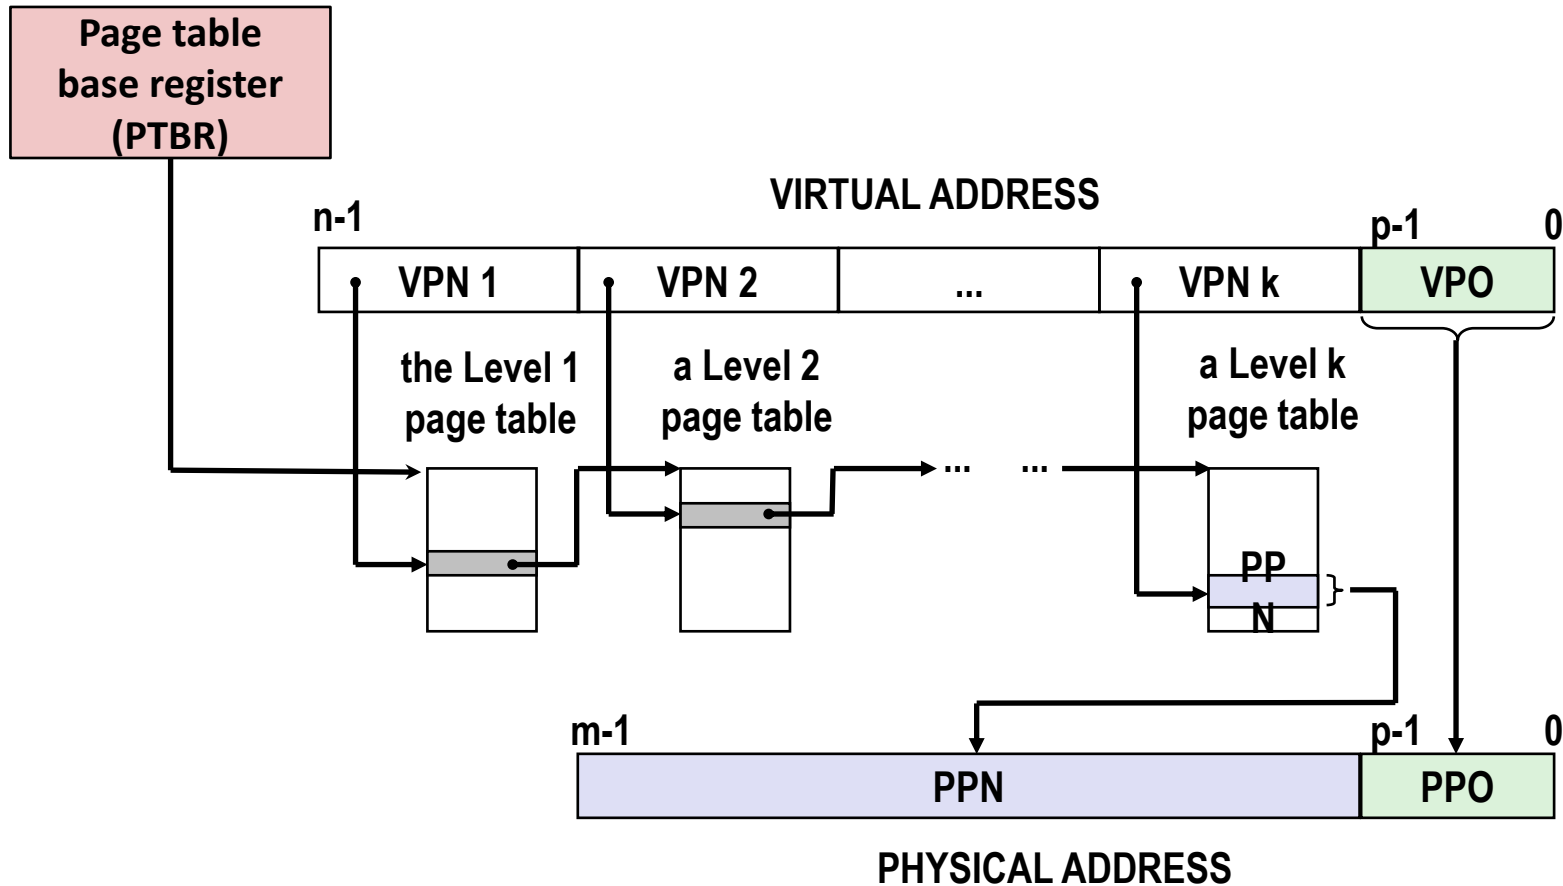 Page table
base register
(PTBR)
VIRTUAL ADDRESS
n-1
p-1
0
VPN 1
VPN 2
...
VPN k
VPO
the Level 1
page table
a Level 2
page table
a Level k
page table
...
...
PP
N
m-1
p-1
0
PPN
PPO
PHYSICAL ADDRESS